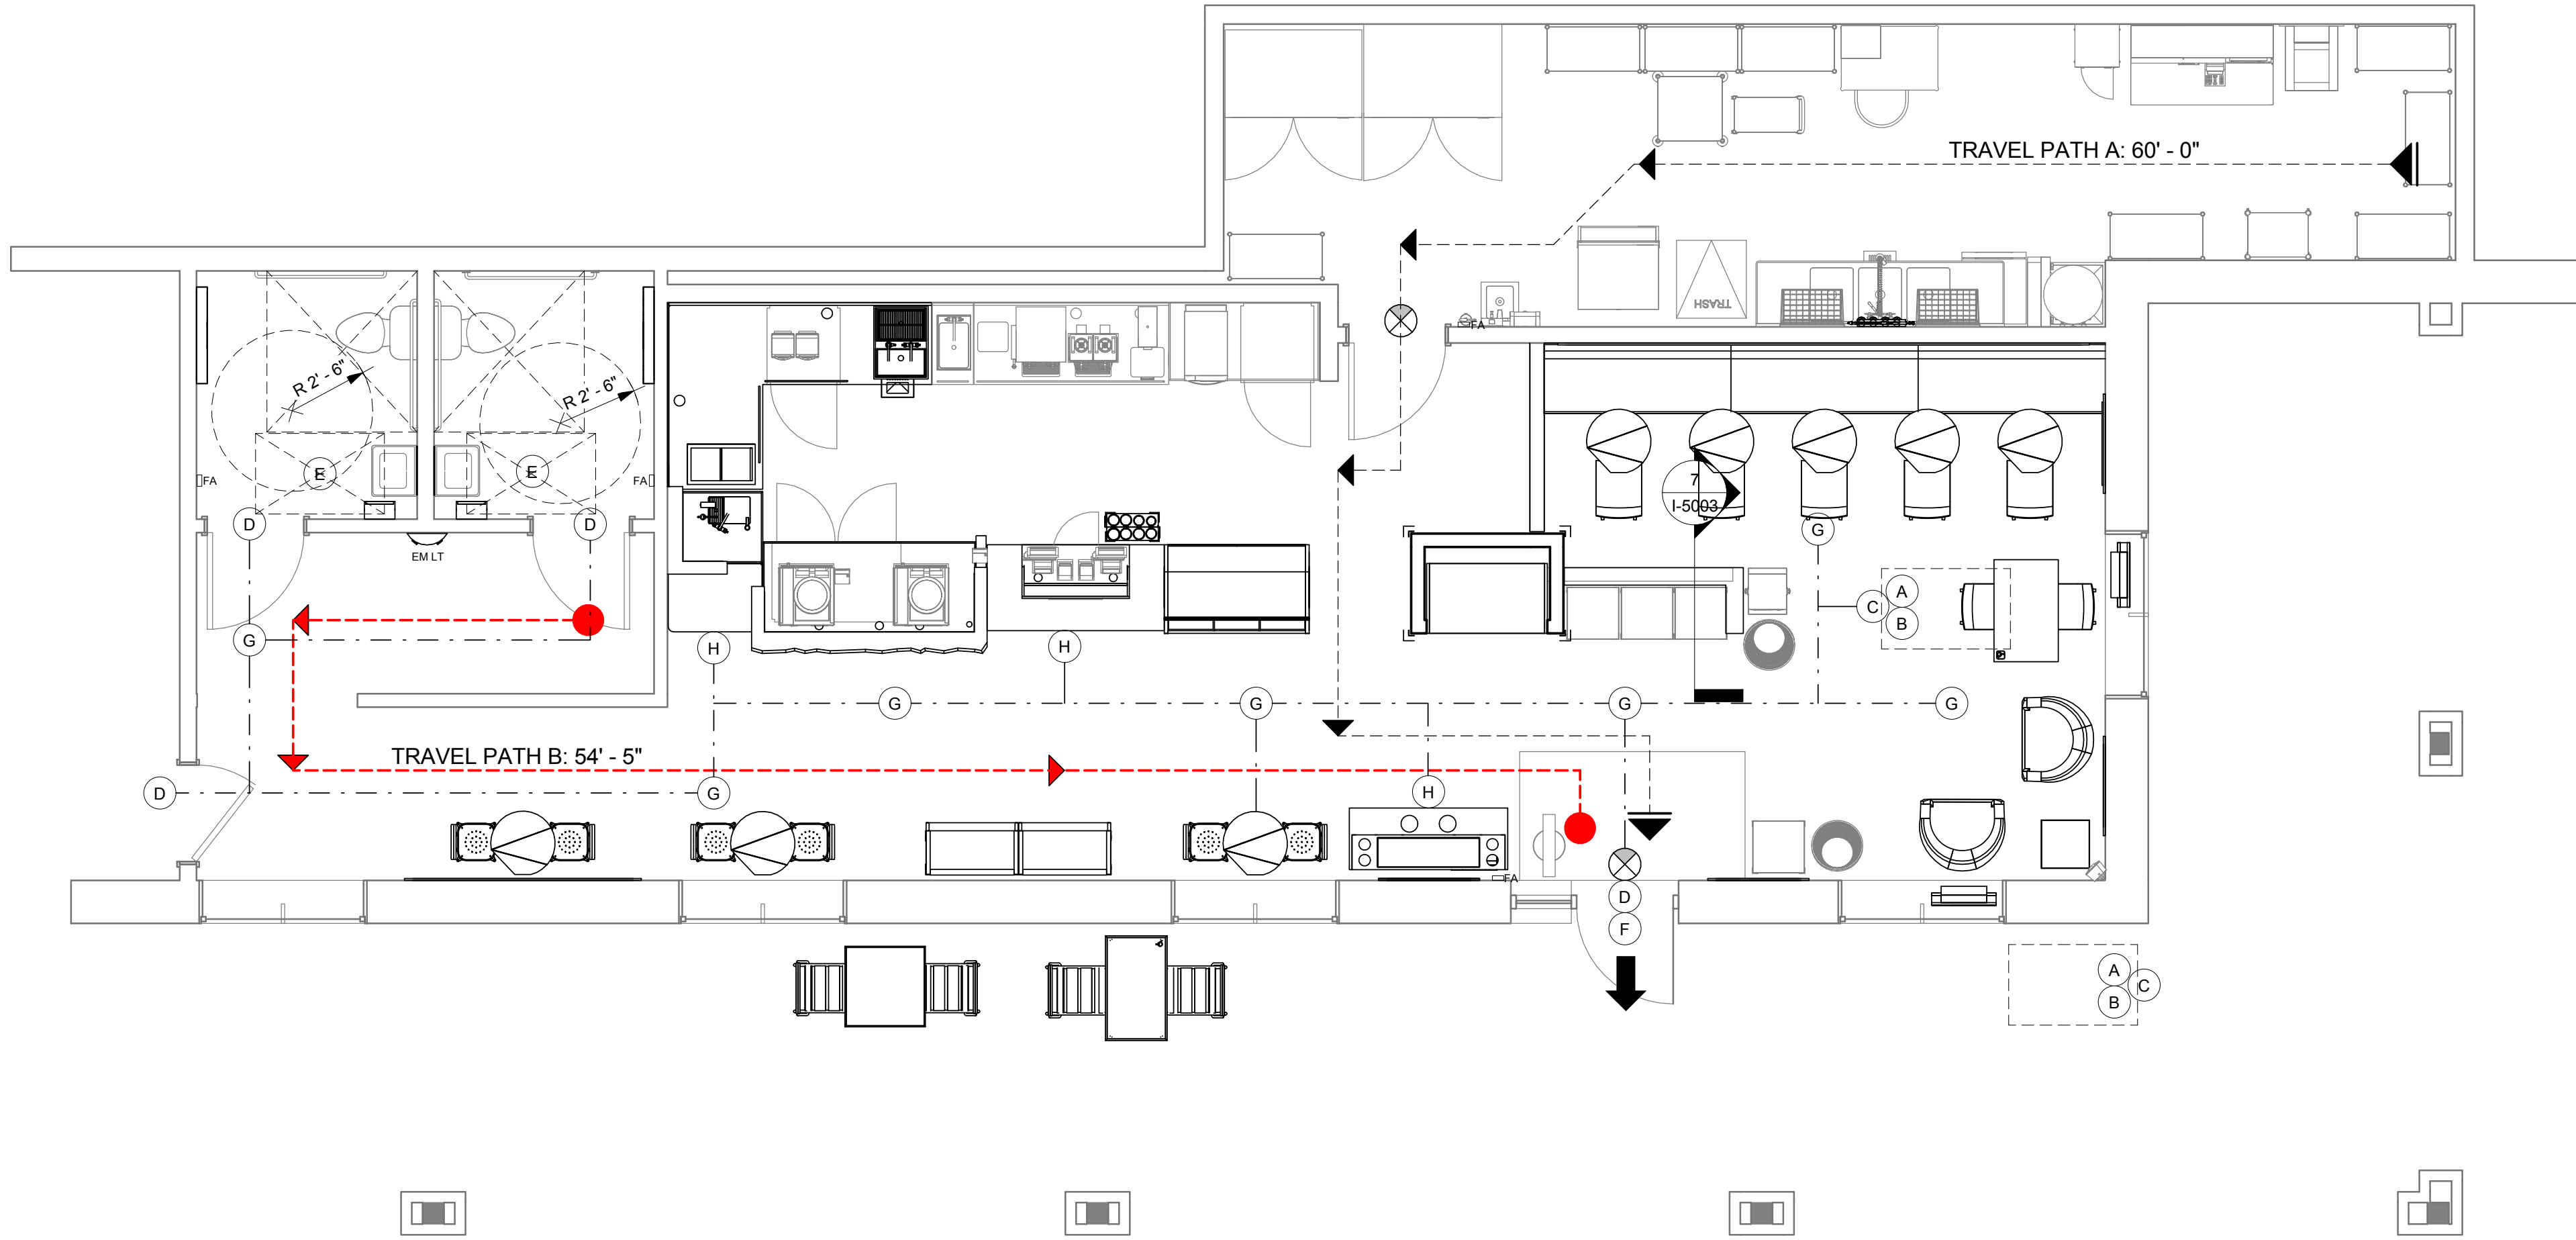 TRAVEL PATH A: 60' - 0"
TRASH
FA
R 2' - 6"
R 2' - 6"
E
E
FA
FA
7
I-5003
D
D
G
EM LT
A
C
B
G
H
H
G
G
G
G
TRAVEL PATH B: 54' - 5"
D
G
H
FA
D
F
A
C
B